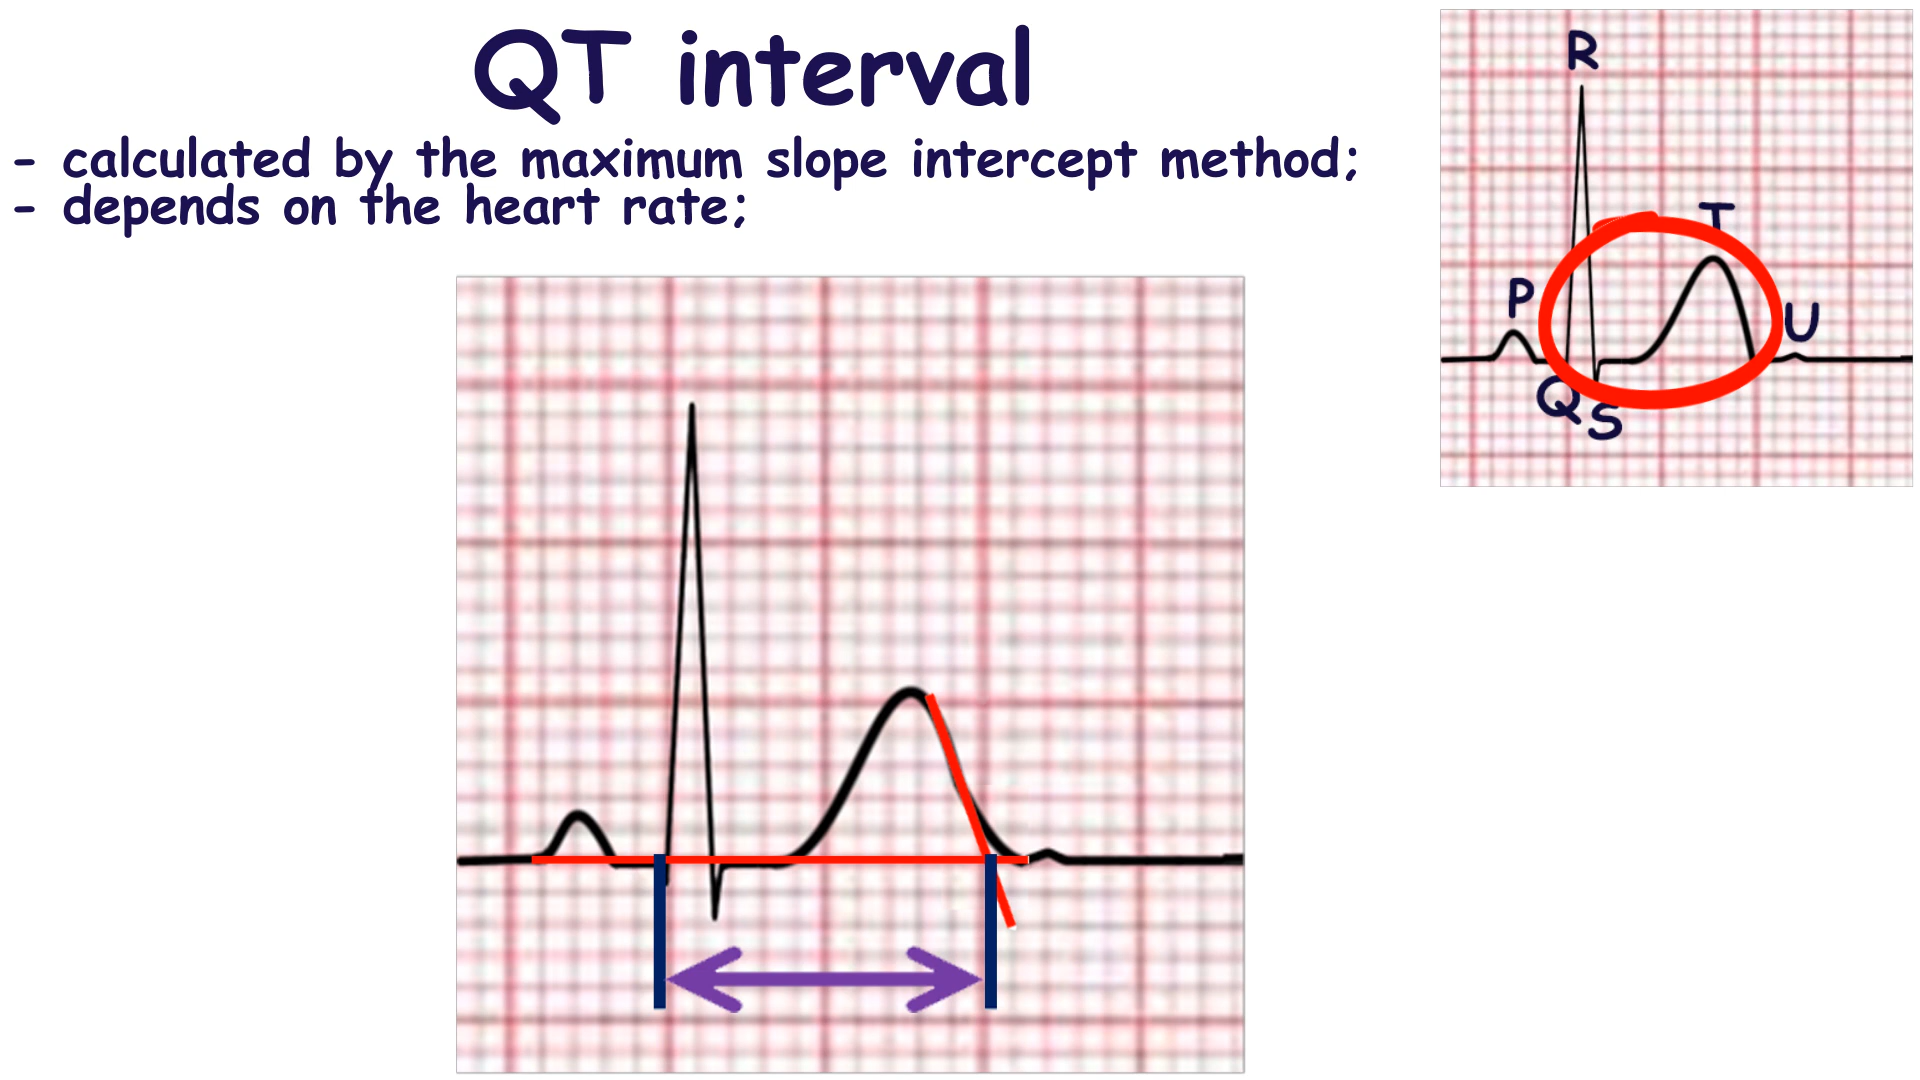 QT interval
- calculated by the maximum slope intercept method;
- depends on the heart rate;
R
T
P
U
Q
S